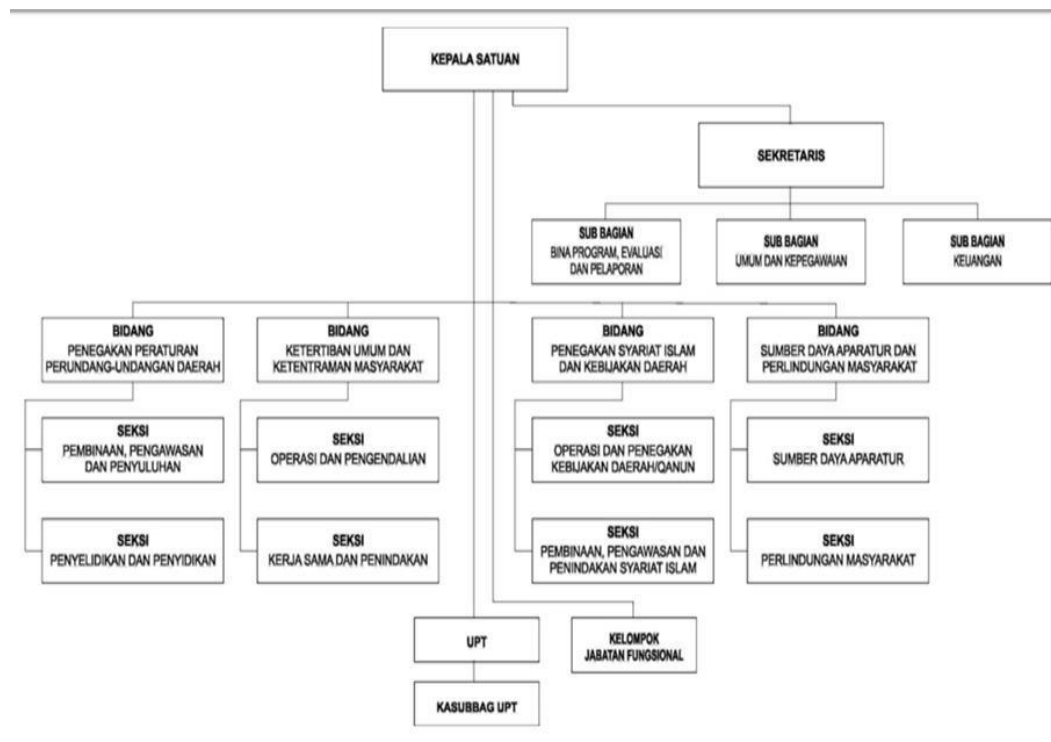 KEPALA SATUAN
SEKRETARIS
SUB BAGIAN
BINA PROGRAM, EVALUASI
DAN PELAPORAN
SUB BAGIAN
UMUM DAN KEPEGAWAIAN
SUB BAGIAN
KEUANGAN
BIDANG
PENEGAKAN PERATURAN
PERUNDANG-UNDANGAN DAERAH
BIDANG
KETERTIBAN UMUM DAN
KETENTRAMAN MASYARAKAT
BIDANG
PENEGAKAN SYARIAT ISLAM
DAN KEBIJAKAN DAERAH
BIDANG
SUMBER DAYA APARATUR DAN
PERLINDUNGAN MASYARAKAT
SEKSI
PEMBINAAN, PENGAWASAN
DAN PENYULUHAN
SEKSI
OPERASI DAN PENGENDALIAN
SEKSI
OPERASI DAN PENEGAKAN
KEBIJAKAN DAERAH/QANUN
SEKSI
SUMBER DAYA APARATUR
SEKSI
PENYELIDIKAN DAN PENYIDIKAN
SEKSI
KERJA SAMA DAN PENINDAKAN
SEKSI
PEMBINAAN, PENGAWASAN DAN
PENINDAKAN SYARIAT ISLAM
SEKSI
PERLINDUNGAN MASYARAKAT
UPT
KELOMPOK
JABATAN FUNGSIONAL
KASUBBAG UPT